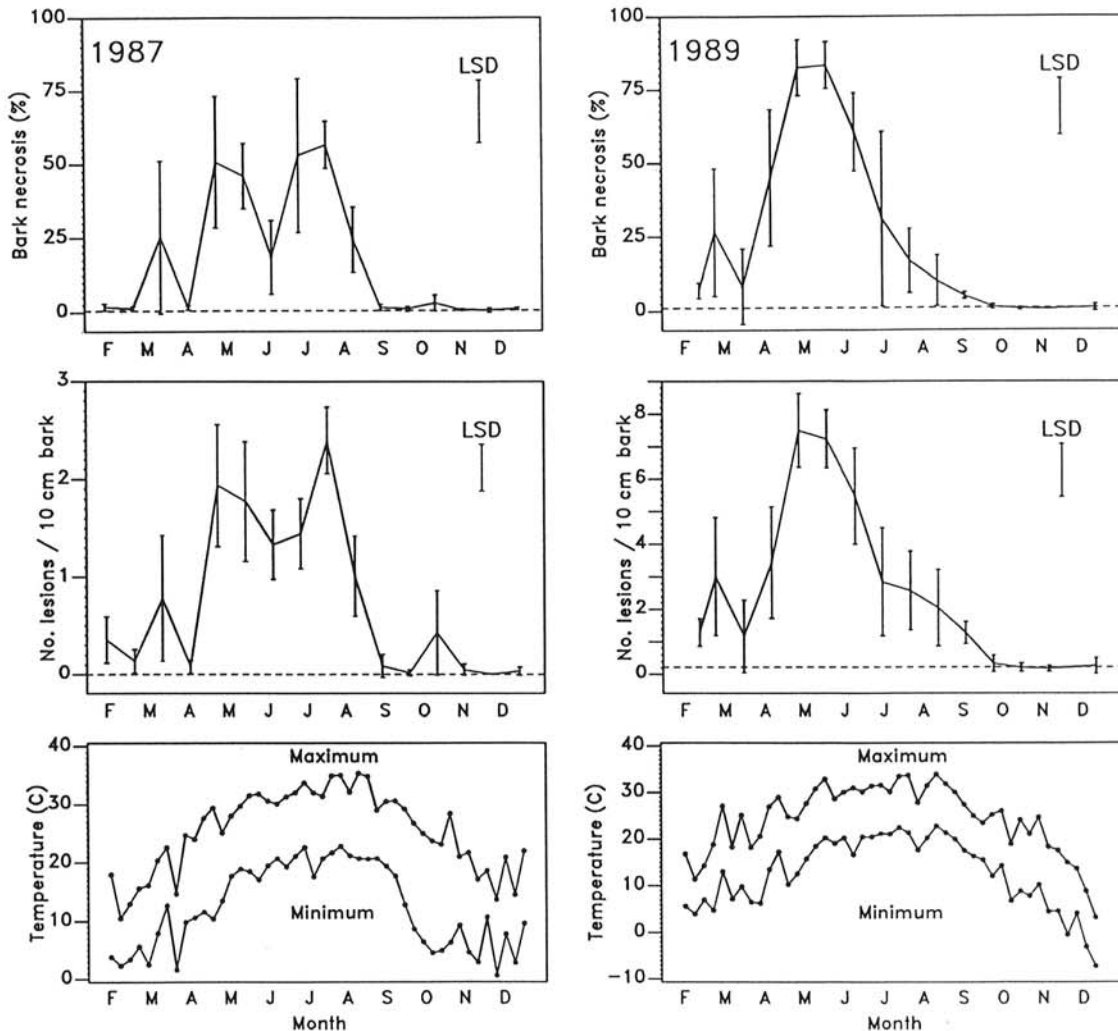 1987
LSD
Bark necrosis (%)
100
75
50
25
0
F M A M J J A S O N D
1989
LSD
Bark necrosis (%)
100
75
50
25
0
F M A M J J A S O N D
LSD
No. lesions / 10 cm bark
3
2
1
0
F M A M J J A S O N D
LSD
No. lesions / 10 cm bark
8
6
4
2
0
F M A M J J A S O N D
Maximum
Minimum
Temperature (C)
40
30
20
10
0
F M A M J J A S O N D
Month
Maximum
Minimum
Temperature (C)
40
30
20
10
0
-10
F M A M J J A S O N D
Month